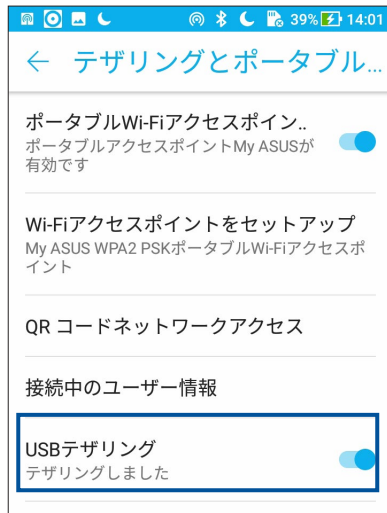 39% 14:01
← テザリングとポータブル...
ポータブルWi-Fiアクセスポイン..
ポータブルアクセスポイントMy ASUSが
有効です
Wi-Fiアクセスポイントをセットアップ
My ASUS WPA2 PSKポータブルWi-Fiアクセスポ
イント
QR コードネットワークアクセス
接続中のユーザー情報
USBテザリング
テザリングしました